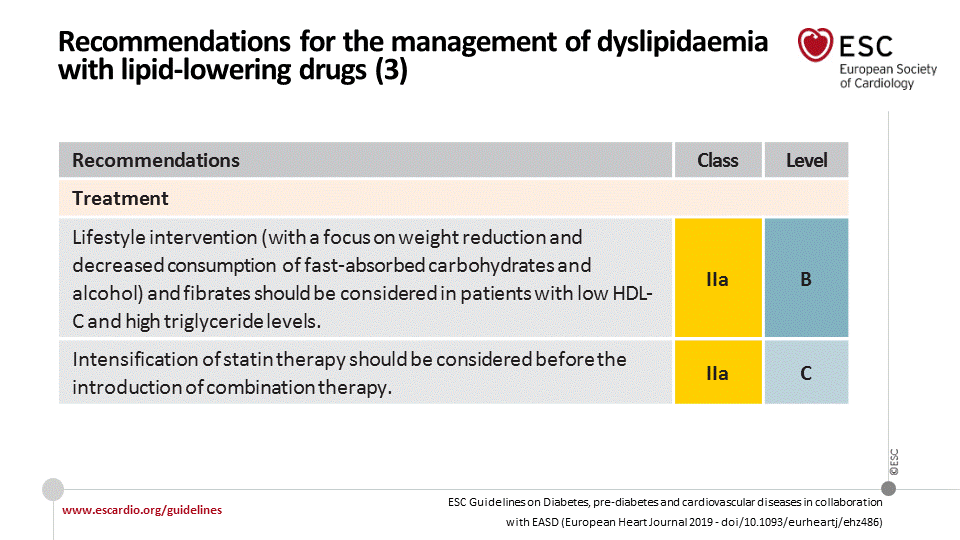 Recommendations for the management of dyslipidaemia
with lipid-lowering drugs (3)
ESC
European Society
of Cardiology
Recommendations Class Level
Treatment
Lifestyle intervention (with a focus on weight reduction and
decreased consumption of fast-absorbed carbohydrates and
alcohol) and fibrates should be considered in patients with low HDL-
C and high triglyceride levels.
IIa B
Intensification of statin therapy should be considered before the
introduction of combination therapy.
IIa C
©ESC
www.escardio.org/guidelines
ESC Guidelines on Diabetes, pre-diabetes and cardiovascular diseases in collaboration
with EASD (European Heart Journal 2019 - doi/10.1093/eurheartj/ehz486)